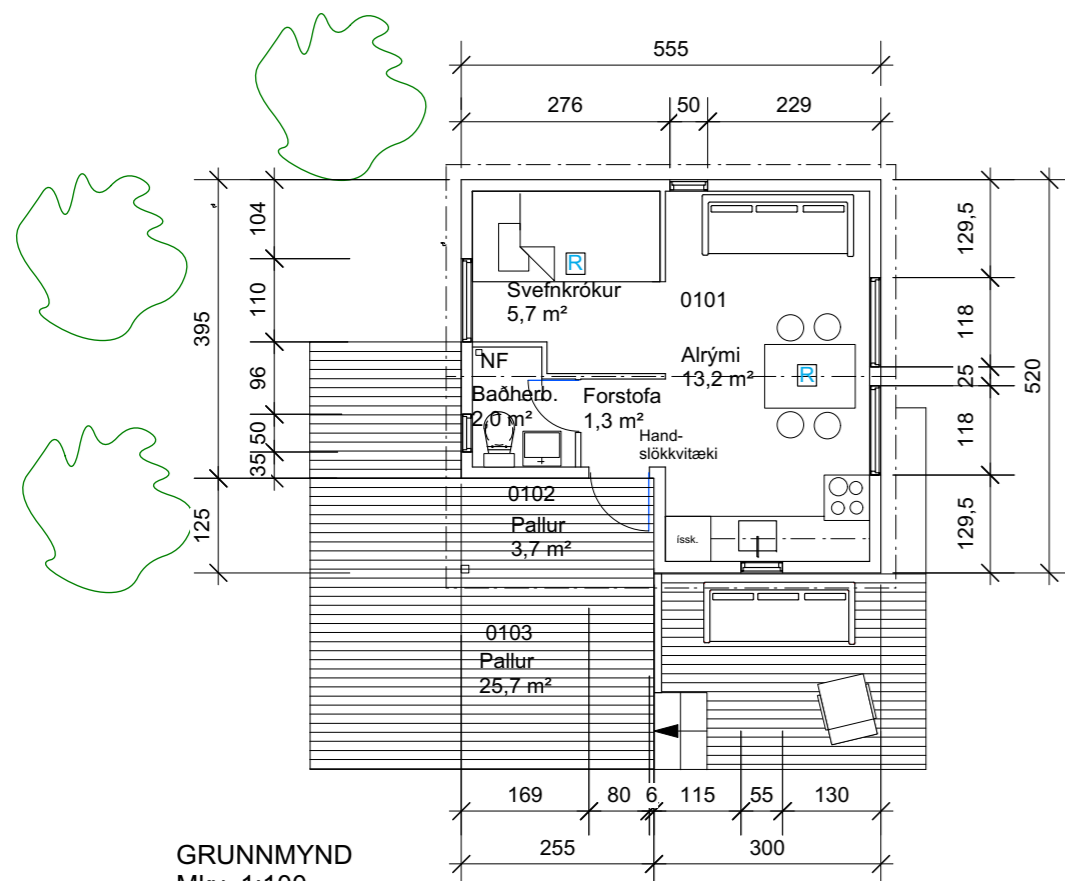 555
276
50
229
104
110
395
96
50
35
125
129,5
118
25
520
118
129,5
R
Svefnkrókur
5,7 m²
0101
NF
Alrými
13,2 m²
R
Baðherb.
2,0 m²
Forstofa
1,3 m²
Hand-
slökkvitæki
0102
Pallur
3,7 m²
íssk.
0103
Pallur
25,7 m²
169
80
6
115
55
130
255
300
GRUNNMYND